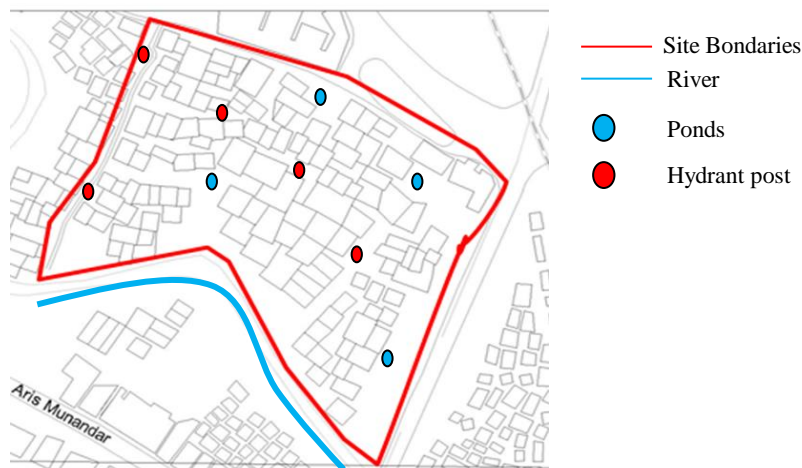 Site Bondaries
River
Ponds
Hydrant post
Aris Munandar